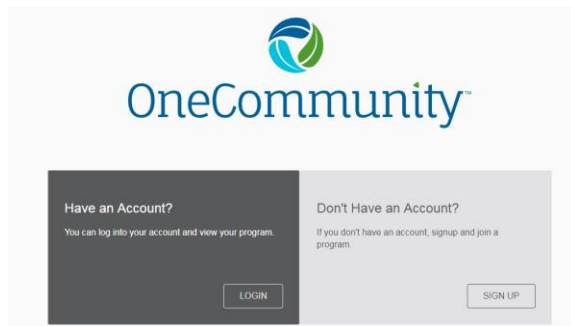 OneCommunity™
Have an Account?
You can log into your account and view your program.
LOGIN
Don't Have an Account?
If you don't have an account, signup and join a
program.
SIGN UP